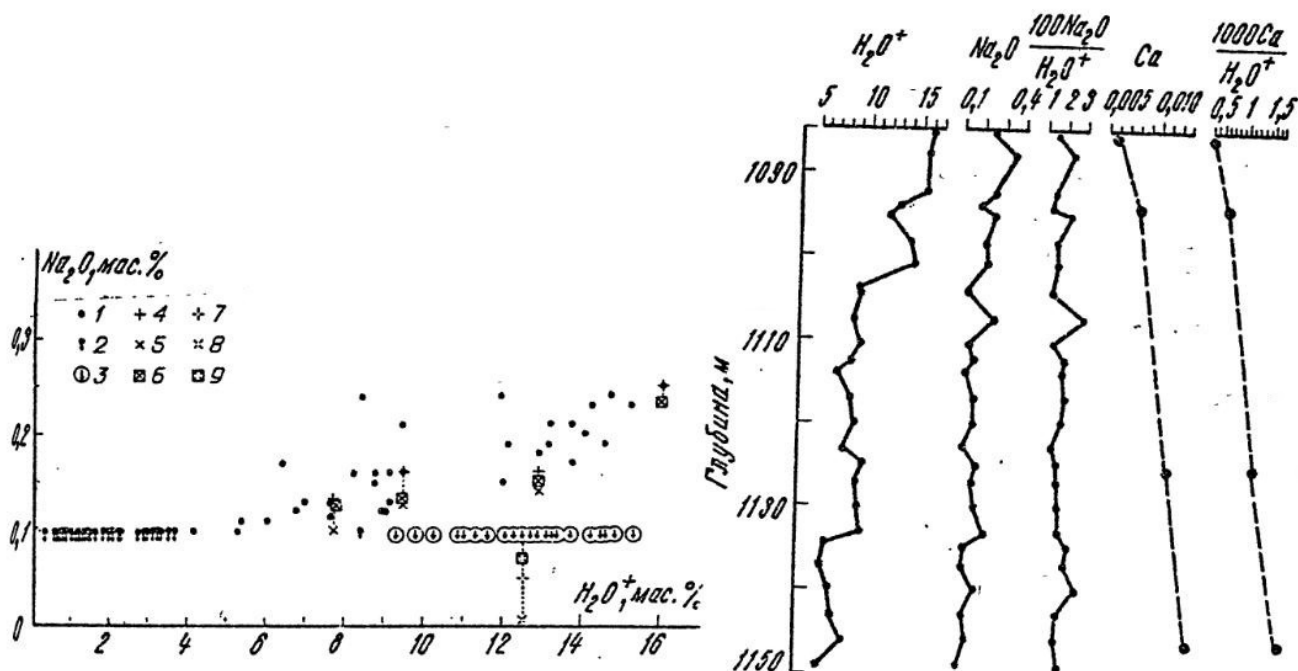 Na₂O, мас.%
0,3
0,2
0,1
0
1 4 7
2 5 8
3 6 9
H₂O⁺, мас.%
2 4 6 8 10 12 14 16
H₂O⁺ Na₂O 100Na₂O/H₂O⁺ Ca 1000Ca/H₂O⁺
5 10 15 0,1 0,4 1 2 3 0,005 0,010 0,5 1 1,5
Глубина, м
1090
1110
1130
1150